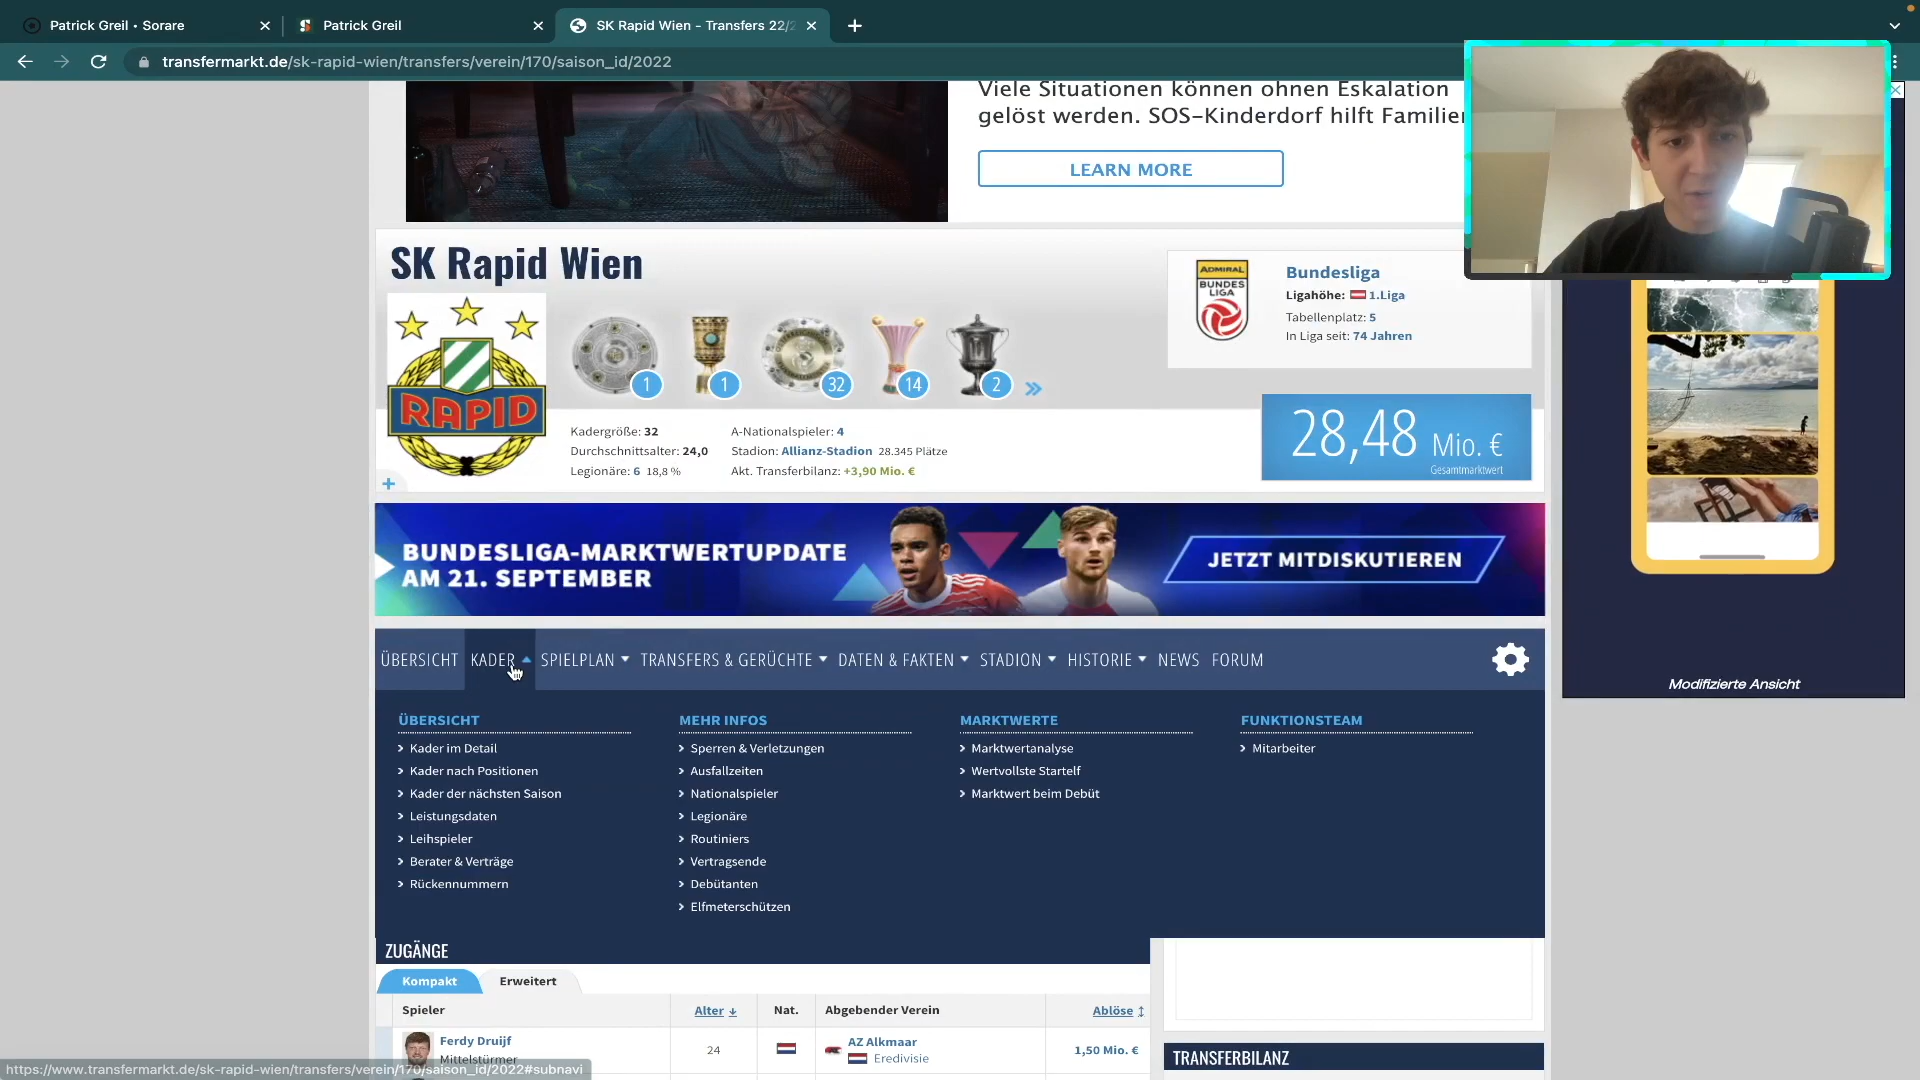 Patrick Greil • Sorare
Patrick Greil
SK Rapid Wien - Transfers 22/2
transfermarkt.de/sk-rapid-wien/transfers/verein/170/saison_id/2022
Viele Situationen können ohne Eskalation
gelöst werden. SOS-Kinderdorf hilft Familien
LEARN MORE
SK Rapid Wien
ADMIRAL
BUNDES
LIGA
Bundesliga
Ligahöhe: 1.Liga
Tabellenplatz: 5
In Liga seit: 74 Jahren
RAPID
1
1
32
14
2
Kadergröße: 32
Durchschnittsalter: 24,0
Legionäre: 6 18,8 %
A-Nationalspieler: 4
Stadion: Allianz-Stadion 28.345 Plätze
Akt. Transferbilanz: +3,90 Mio. €
28,48 Mio. €
Gesamtmarktwert
BUNDESLIGA-MARKTWERTUPDATE
AM 21. SEPTEMBER
JETZT MITDISKUTIEREN
ÜBERSICHT KADER SPIELPLAN TRANSFERS & GERÜCHTE DATEN & FAKTEN STADION HISTORIE NEWS FORUM
Modifizierte Ansicht
ÜBERSICHT
Kader im Detail
Kader nach Positionen
Kader der nächsten Saison
Leistungsdaten
Leihspieler
Berater & Verträge
Rückennummern
MEHR INFOS
Sperren & Verletzungen
Ausfallzeiten
Nationalspieler
Legionäre
Routiniers
Vertragsende
Debütanten
Elfmeterschützen
MARKTWERTE
Marktwertanalyse
Wertvollste Startelf
Marktwert beim Debüt
FUNKTIONSTEAM
Mitarbeiter
ZUGÄNGE
Kompakt Erweitert
Spieler Alter Nat. Abgebender Verein Ablöse
Ferdy Druijf
Mittelstürmer
24
AZ Alkmaar
Eredivisie
1,50 Mio. €
TRANSFERBILANZ
https://www.transfermarkt.de/sk-rapid-wien/transfers/verein/170/saison_id/2022#subnavi